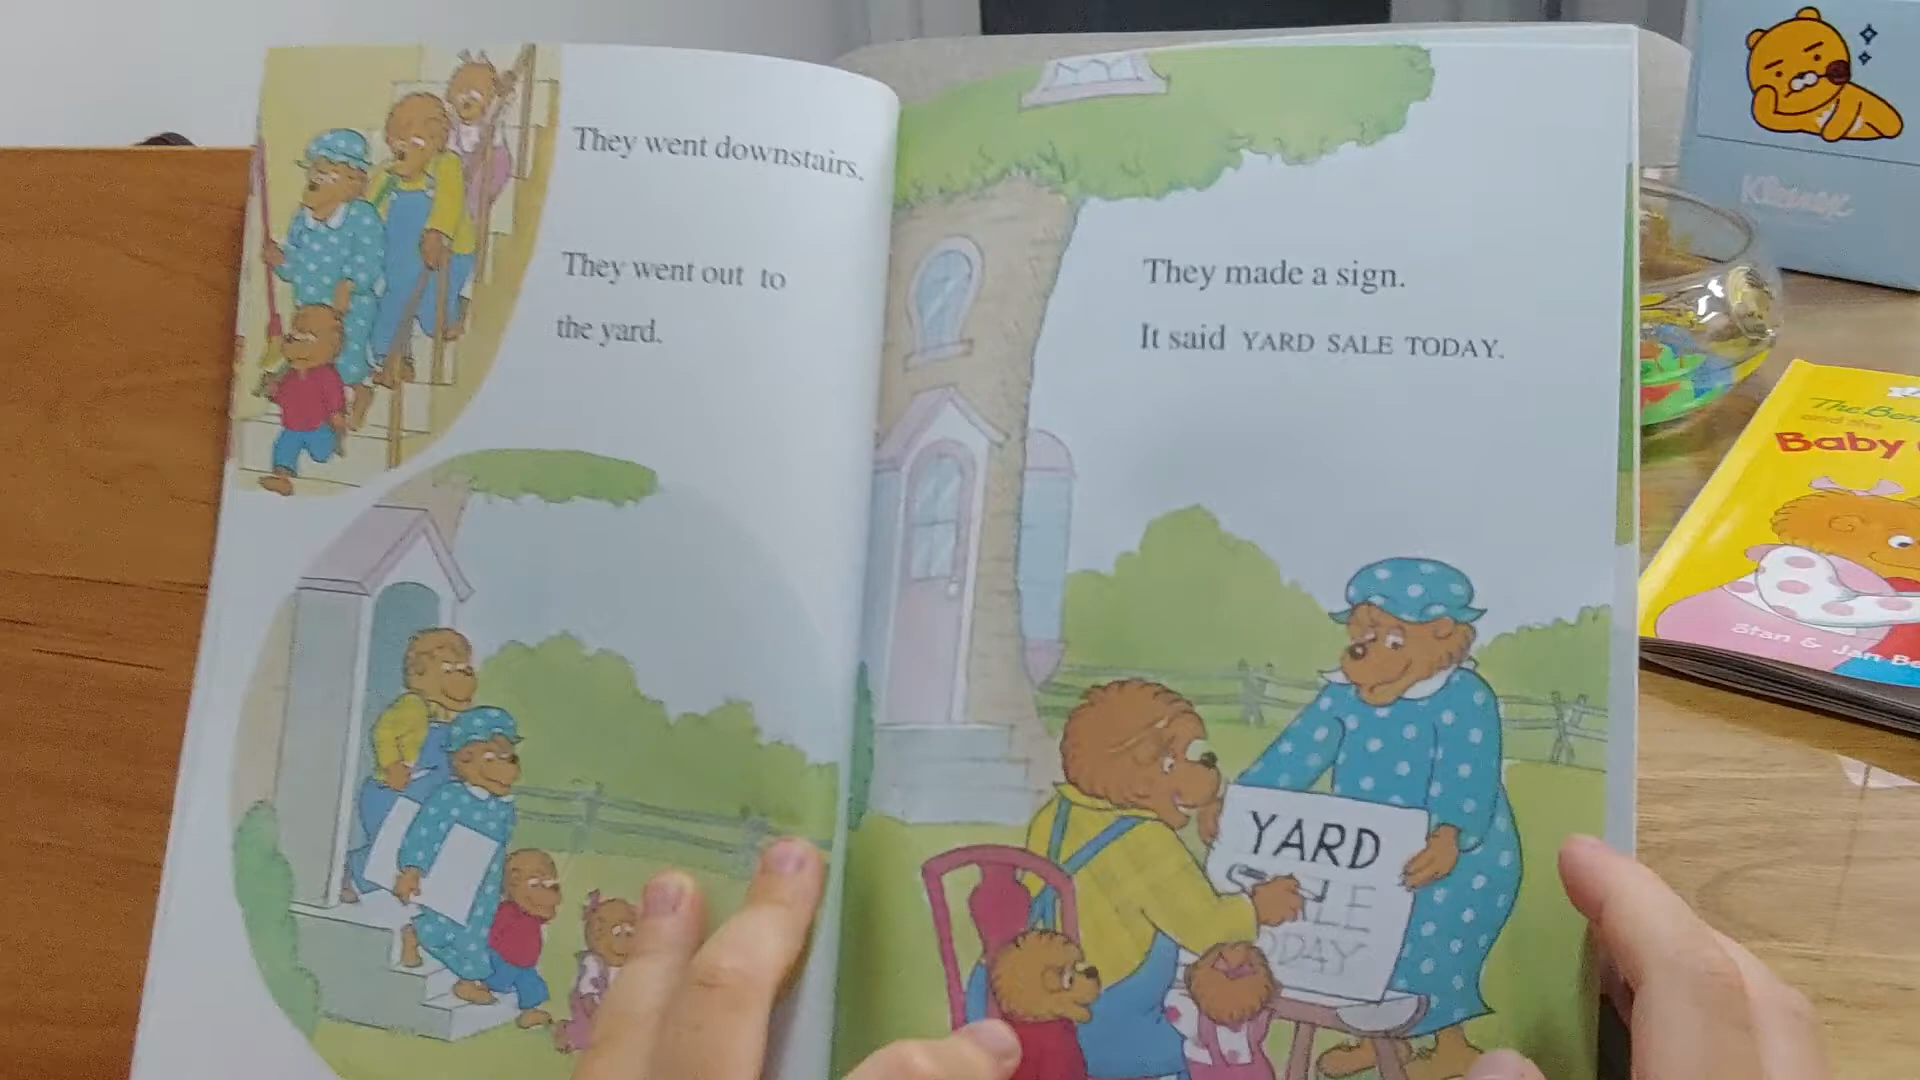 They went downstairs.
They went out to
the yard.
They made a sign.
It said YARD SALE TODAY.
YARD
Kleenex
Baby
Stan & Jan Be